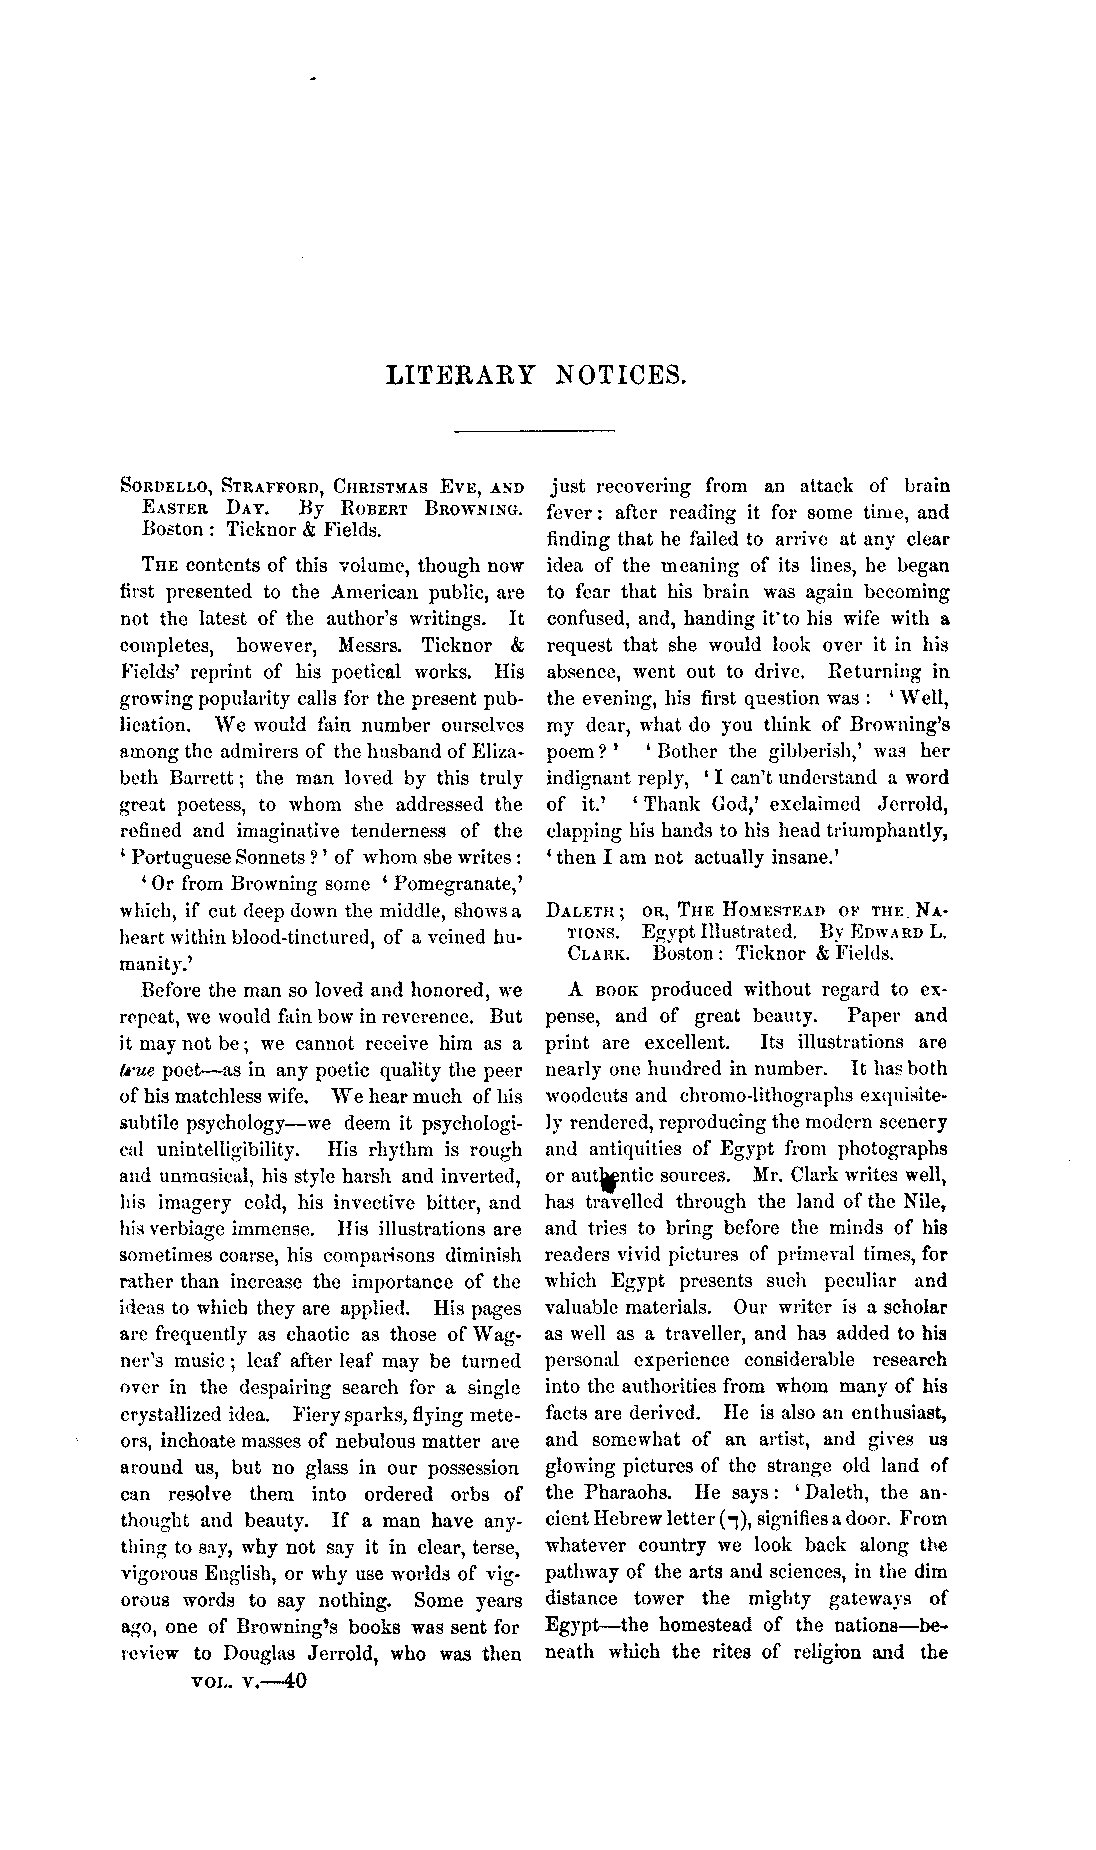 LITERARY NOTICES.
SORDELLO, STRAFFORD, CHRISTMAS EVE, AND
EASTER DAY. By ROBERT BROWNING.
Boston: Ticknor & Fields.
THE contents of this volume, though now
first presented to the American public, are
not the latest of the author's writings. It
completes, however, Messrs. Ticknor &
Fields' reprint of his poetical works. His
growing popularity calls for the present pub-
lication. We would fain number ourselves
among the admirers of the husband of Eliza-
beth Barrett; the man loved by this truly
great poetess, to whom she addressed the
refined and imaginative tenderness of the
'Portuguese Sonnets?' of whom she writes:
'Or from Browning some 'Pomegranate,'
which, if cut deep down the middle, shows a
heart within blood-tinctured, of a veined hu-
manity.'
Before the man so loved and honored, we
repeat, we would fain bow in reverence. But
it may not be; we cannot receive him as a
true poet—as in any poetic quality the peer
of his matchless wife. We hear much of his
subtile psychology—we deem it psychologi-
cal unintelligibility. His rhythm is rough
and unmusical, his style harsh and inverted,
his imagery cold, his invective bitter, and
his verbiage immense. His illustrations are
sometimes coarse, his comparisons diminish
rather than increase the importance of the
ideas to which they are applied. His pages
are frequently as chaotic as those of Wag-
ner's music; leaf after leaf may be turned
over in the despairing search for a single
crystallized idea. Fiery sparks, flying mete-
ors, inchoate masses of nebulous matter are
around us, but no glass in our possession
can resolve them into ordered orbs of
thought and beauty. If a man have any-
thing to say, why not say it in clear, terse,
vigorous English, or why use worlds of vig-
orous words to say nothing. Some years
ago, one of Browning's books was sent for
review to Douglas Jerrold, who was then
VOL. V.—40
just recovering from an attack of brain
fever: after reading it for some time, and
finding that he failed to arrive at any clear
idea of the meaning of its lines, he began
to fear that his brain was again becoming
confused, and, handing it to his wife with a
request that she would look over it in his
absence, went out to drive. Returning in
the evening, his first question was: 'Well,
my dear, what do you think of Browning's
poem?' 'Bother the gibberish,' was her
indignant reply, 'I can't understand a word
of it.' 'Thank God,' exclaimed Jerrold,
clapping his hands to his head triumphantly,
'then I am not actually insane.'
DALETH; OR, THE HOMESTEAD OF THE NA-
TIONS. Egypt Illustrated. By EDWARD L.
CLARK. Boston: Ticknor & Fields.
A BOOK produced without regard to ex-
pense, and of great beauty. Paper and
print are excellent. Its illustrations are
nearly one hundred in number. It has both
woodcuts and chromo-lithographs exquisite-
ly rendered, reproducing the modern scenery
and antiquities of Egypt from photographs
or authentic sources. Mr. Clark writes well,
has travelled through the land of the Nile,
and tries to bring before the minds of his
readers vivid pictures of primeval times, for
which Egypt presents such peculiar and
valuable materials. Our writer is a scholar
as well as a traveller, and has added to his
personal experience considerable research
into the authorities from whom many of his
facts are derived. He is also an enthusiast,
and somewhat of an artist, and gives us
glowing pictures of the strange old land of
the Pharaohs. He says: 'Daleth, the an-
cient Hebrew letter (ד), signifies a door. From
whatever country we look back along the
pathway of the arts and sciences, in the dim
distance tower the mighty gateways of
Egypt—the homestead of the nations—be-
neath which the rites of religion and the